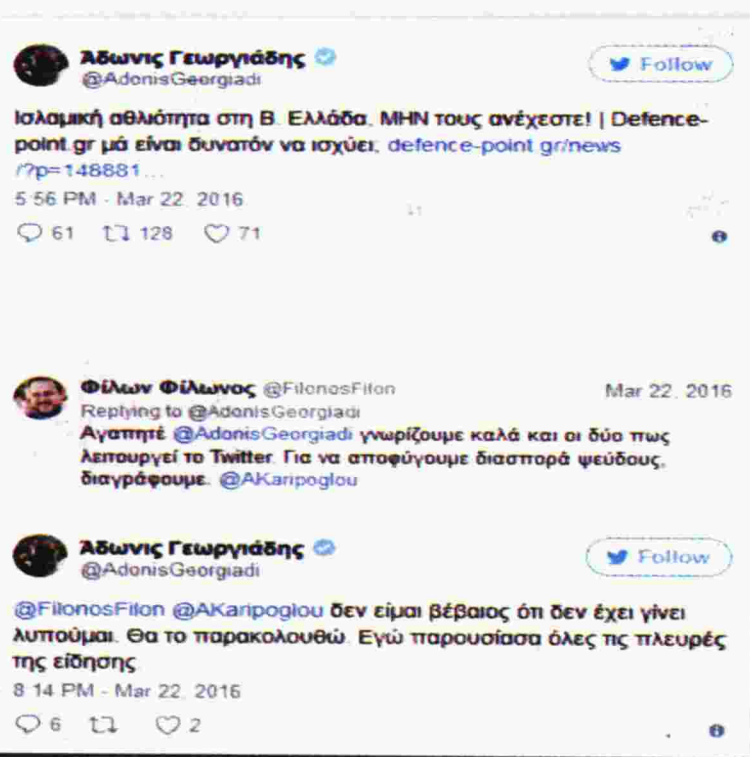 Άδωνις Γεωργιάδης
@AdonisGeorgiadi
Follow
Ισλαμική αθλιότητα στη Β. Ελλάδα. ΜΗΝ τους ανέχεστε! | Defence-
point.gr μά είναι δυνατόν να ισχύει; defence-point.gr/news
/?p=148881...
5:56 PM - Mar 22, 2016
61 128 71
Φίλων Φίλωνος @FilonosFilon Mar 22, 2016
Replying to @AdonisGeorgiadi
Αγαπητέ @AdonisGeorgiadi γνωρίζουμε καλά και οι δύο πως
λειτουργεί το Twitter. Για να αποφύγουμε διασπορά ψεύδους,
διαγράφουμε. @AKaripoglou
Άδωνις Γεωργιάδης
@AdonisGeorgiadi
Follow
@FilonosFilon @AKaripoglou δεν είμαι βέβαιος ότι δεν έχει γίνει
λυπούμαι. Θα το παρακολουθώ. Εγώ παρουσίασα όλες τις πλευρές
της είδησης
8:14 PM - Mar 22, 2016
6 2